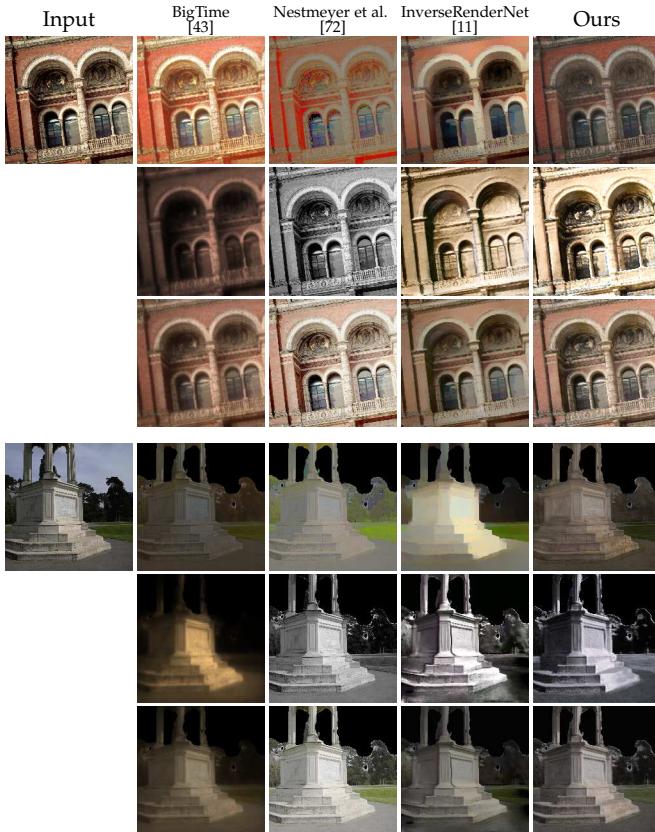 Input
BigTime
[43]
Nestmeyer et al.
[72]
InverseRenderNet
[11]
Ours